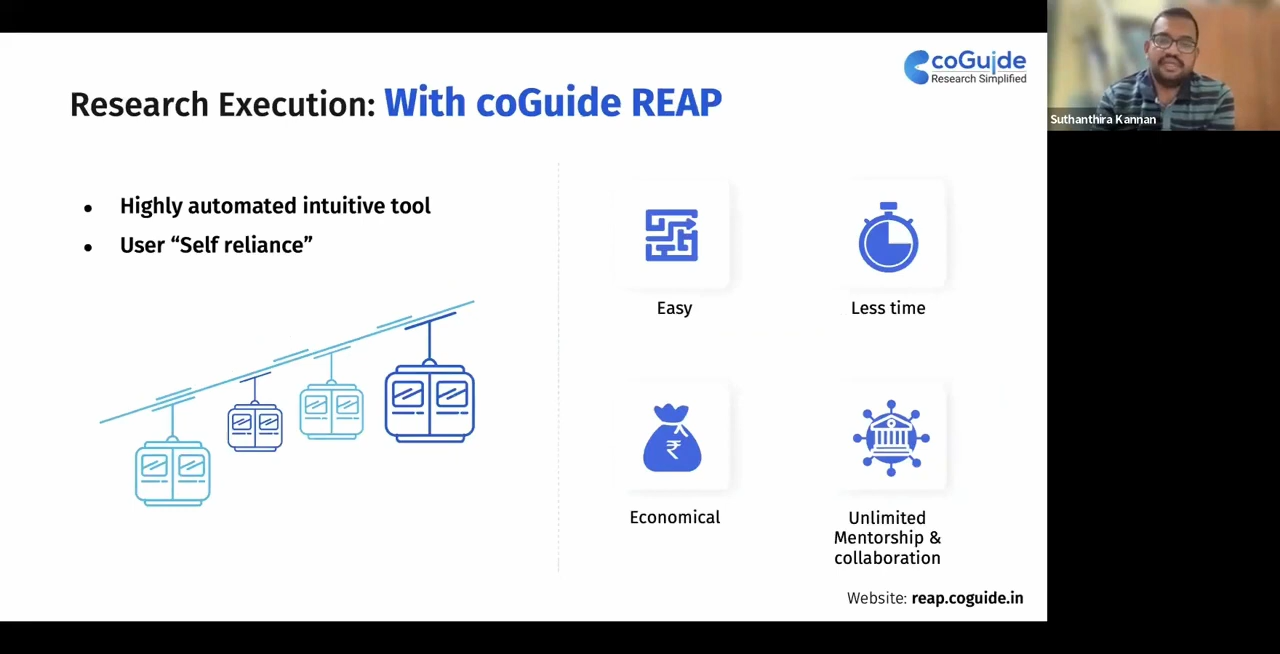 coGuide
Research Simplified
Suthanthira Kannan
Research Execution: With coGuide REAP
• Highly automated intuitive tool
• User “Self reliance”
Easy
Less time
₹
Economical
Unlimited
Mentorship &
collaboration
Website: reap.coguide.in